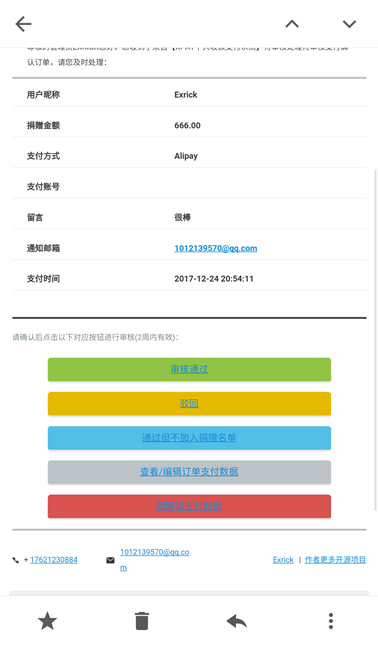 认订单，请您及时处理：
用户昵称 Exrick
捐赠金额 666.00
支付方式 Alipay
支付账号
留言 很棒
通知邮箱 1012139570@qq.com
支付时间 2017-12-24 20:54:11
请确认后点击以下对应按钮进行审核(2周内有效)：
审核通过
驳回
通过但不加入捐赠名单
查看/编辑订单支付数据
+ 17621230884
1012139570@qq.co
m
Exrick | 作者更多开源项目